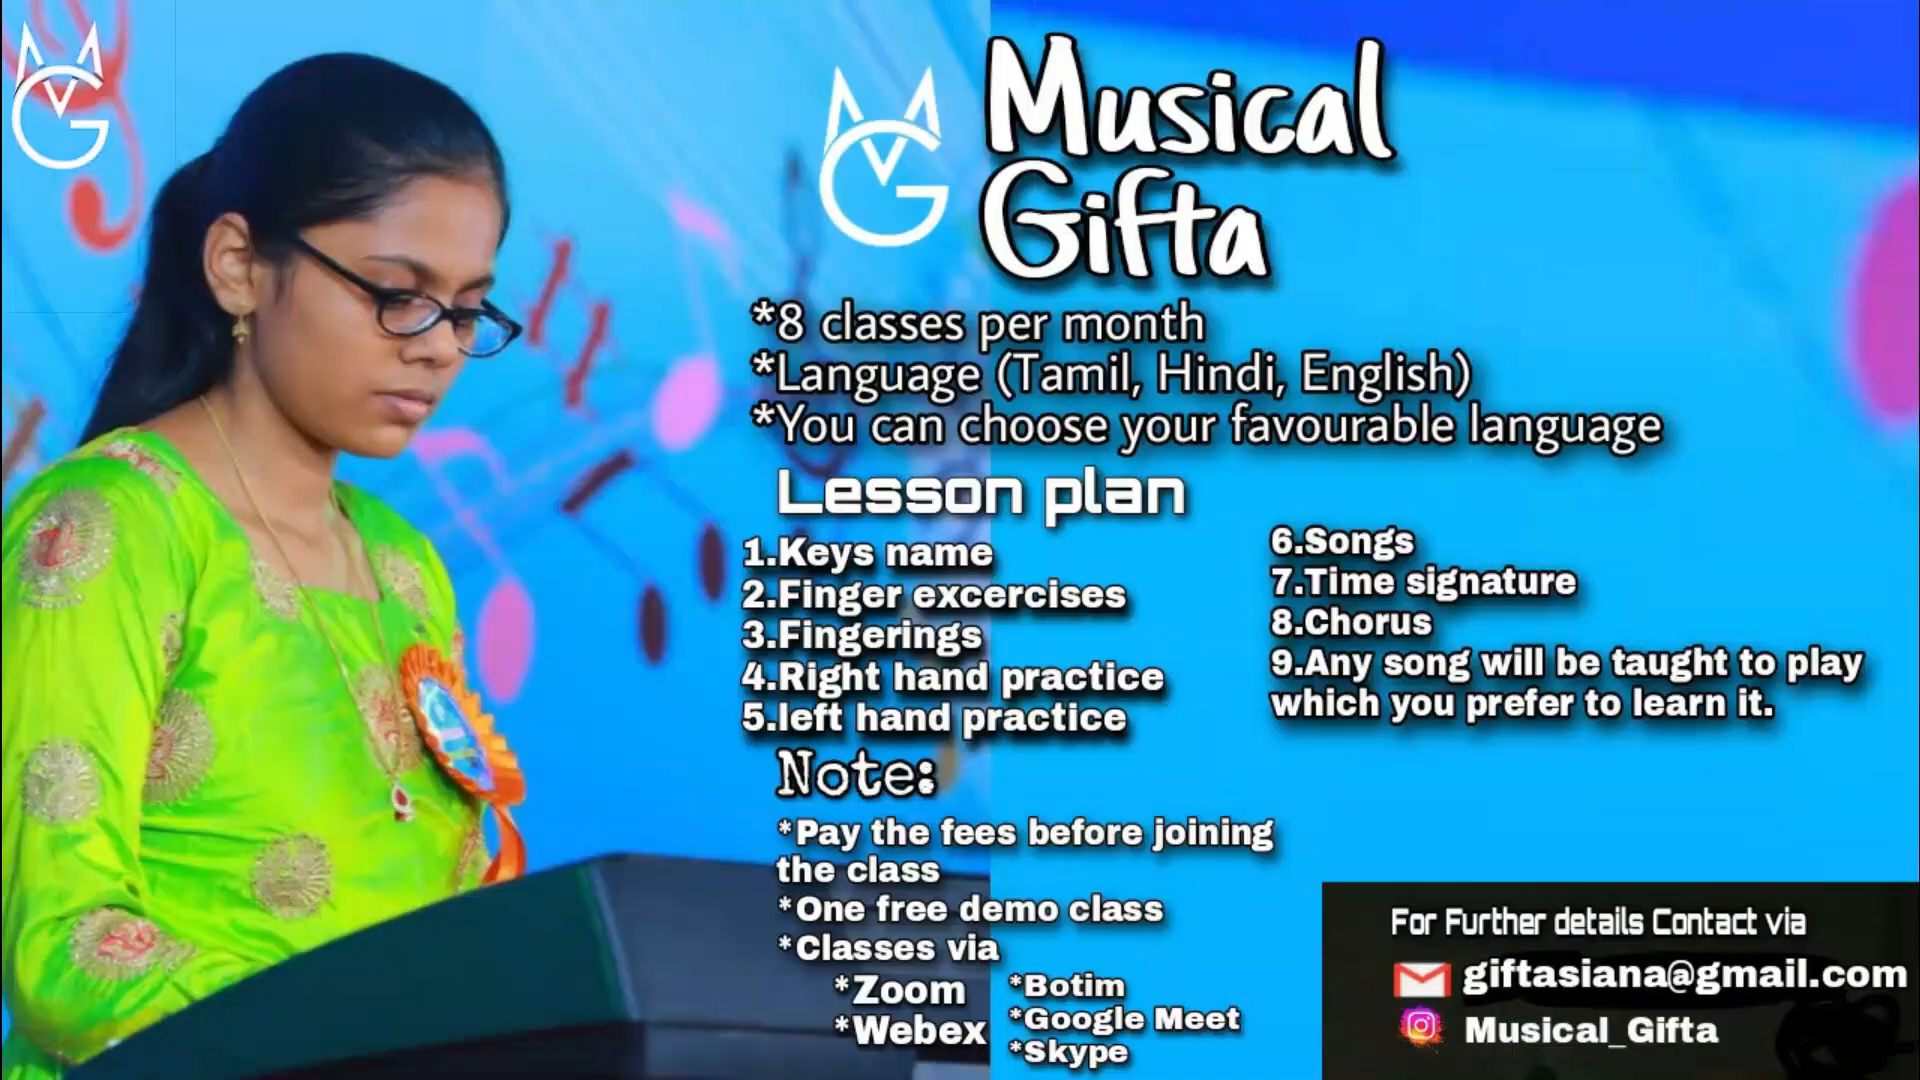 Musical
Gifta
*8 classes per month
*Language (Tamil, Hindi, English)
*You can choose your favourable language
Lesson plan
1.Keys name
2.Finger excercises
3.Fingerings
4.Right hand practice
5.left hand practice
6.Songs
7.Time signature
8.Chorus
9.Any song will be taught to play
which you prefer to learn it.
Note:
*Pay the fees before joining
the class
*One free demo class
*Classes via
*Zoom
*Webex
*Botim
*Google Meet
*Skype
For Further details Contact via
giftasiana@gmail.com
Musical_Gifta